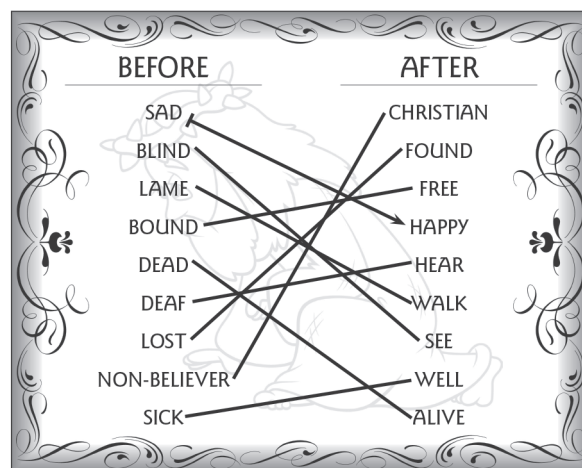 BEFORE AFTER
SAD CHRISTIAN
BLIND FOUND
LAME FREE
BOUND HAPPY
DEAD HEAR
DEAF WALK
LOST SEE
NON-BELIEVER WELL
SICK ALIVE